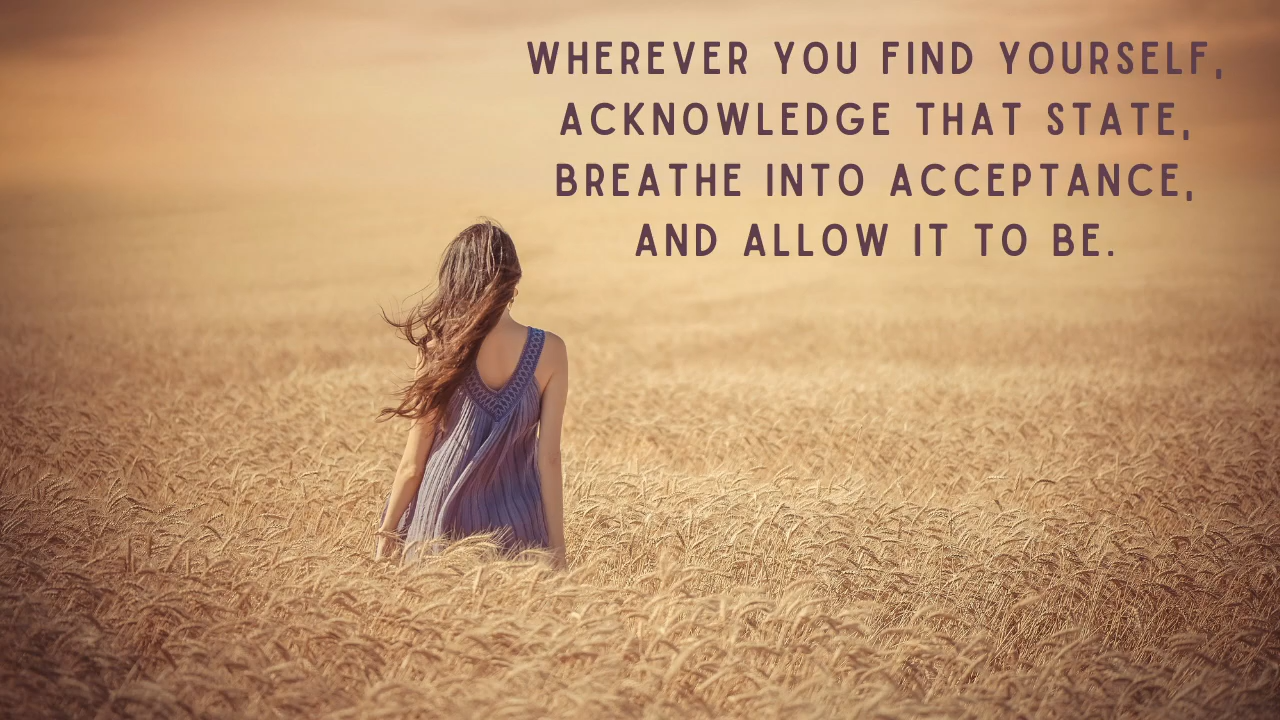 WHEREVER YOU FIND YOURSELF,
ACKNOWLEDGE THAT STATE,
BREATHE INTO ACCEPTANCE,
AND ALLOW IT TO BE.